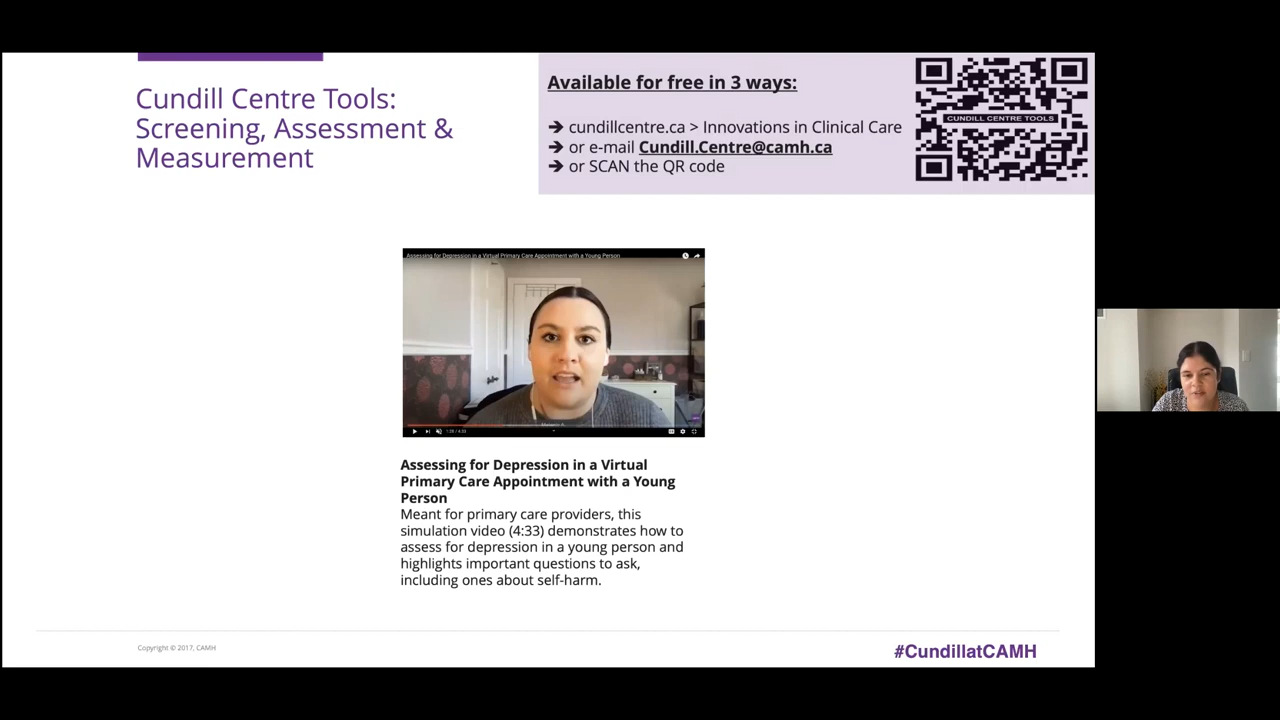 Cundill Centre Tools:
Screening, Assessment &
Measurement
Available for free in 3 ways:
➔ cundillcentre.ca > Innovations in Clinical Care
➔ or e-mail Cundill.Centre@camh.ca
➔ or SCAN the QR code
CUNDILL CENTRE TOOLS
Assessing for Depression in a Virtual Primary Care Appointment with a Young Person
1:28 / 4:33
Assessing for Depression in a Virtual
Primary Care Appointment with a Young
Person
Meant for primary care providers, this
simulation video (4:33) demonstrates how to
assess for depression in a young person and
highlights important questions to ask,
including ones about self-harm.
Copyright © 2017, CAMH
#CundillatCAMH